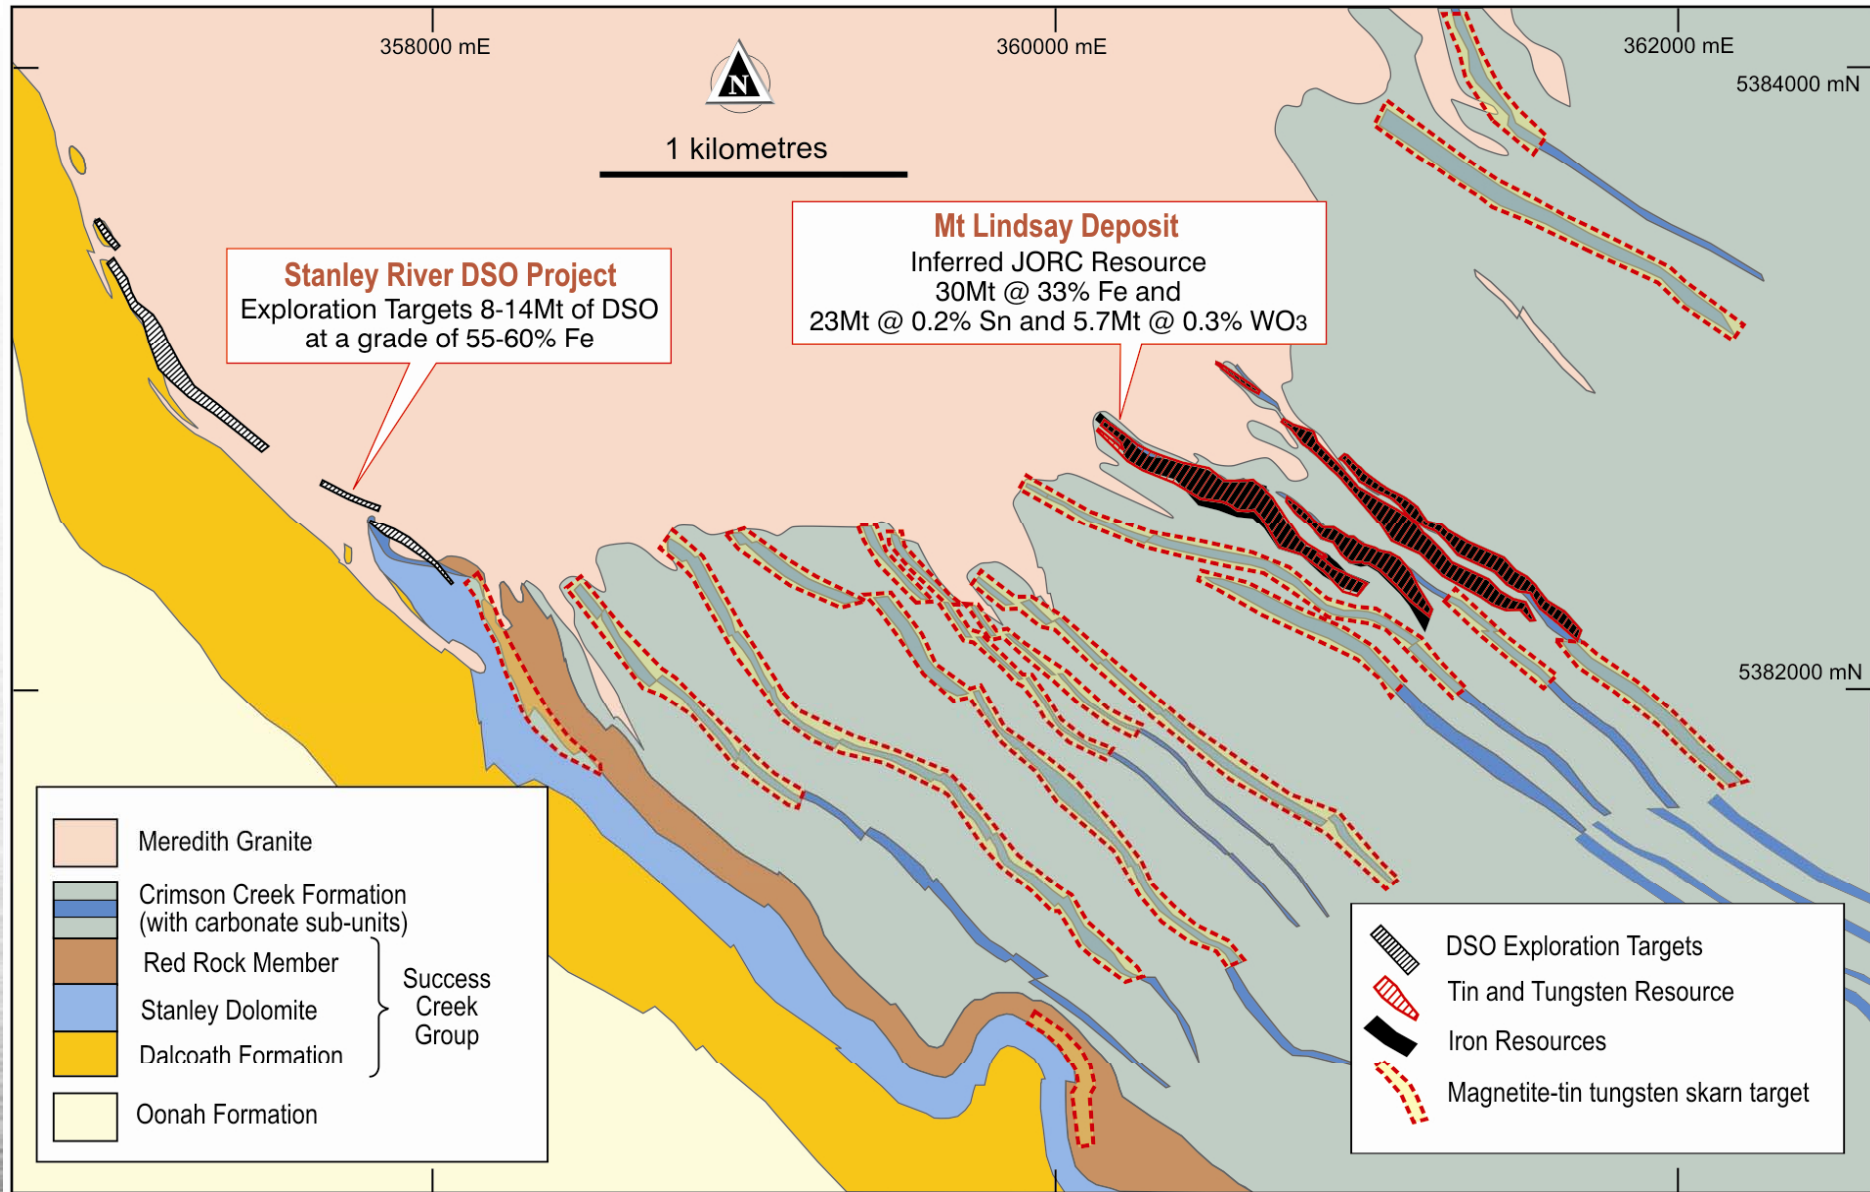 358000 mE
360000 mE
362000 mE
5384000 mN
N
1 kilometres
Stanley River DSO Project
Exploration Targets 8-14Mt of DSO
at a grade of 55-60% Fe
Mt Lindsay Deposit
Inferred JORC Resource
30Mt @ 33% Fe and
23Mt @ 0.2% Sn and 5.7Mt @ 0.3% WO3
5382000 mN
Meredith Granite
Crimson Creek Formation
(with carbonate sub-units)
Red Rock Member
Stanley Dolomite
Dalcoath Formation
Success
Creek
Group
Oonah Formation
DSO Exploration Targets
Tin and Tungsten Resource
Iron Resources
Magnetite-tin tungsten skarn target